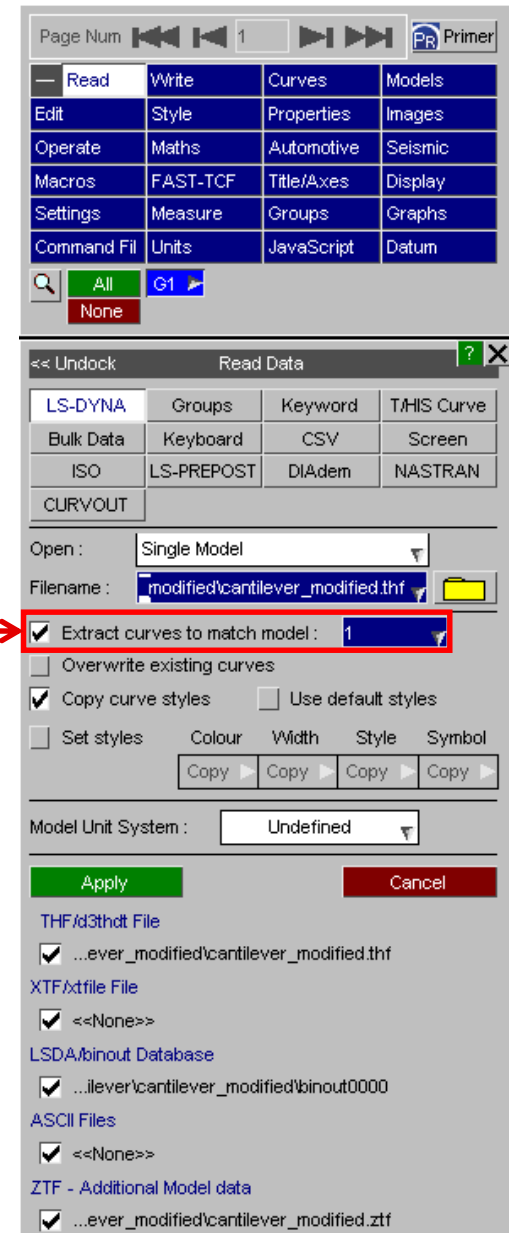 Page Num 1 PR Primer
Read Write Curves Models
Edit Style Properties Images
Operate Maths Automotive Seismic
Macros FAST-TCF Title/Axes Display
Settings Measure Groups Graphs
Command Fil Units JavaScript Datum
All G1
None
<< Undock Read Data ? X
LS-DYNA Groups Keyword T/HIS Curve
Bulk Data Keyboard CSV Screen
ISO LS-PREPOST DIAdem NASTRAN
CURVOUT
Open : Single Model
Filename : modified\cantilever_modified.thf
Extract curves to match model : 1
Overwrite existing curves
Copy curve styles Use default styles
Set styles Colour Width Style Symbol
Copy Copy Copy Copy
Model Unit System : Undefined
Apply Cancel
THF/d3thdt File
...ever_modified\cantilever_modified.thf
XTF/xtfile File
<<None>>
LSDA/binout Database
...ilever\cantilever_modified\binout0000
ASCII Files
<<None>>
ZTF - Additional Model data
...ever_modified\cantilever_modified.ztf